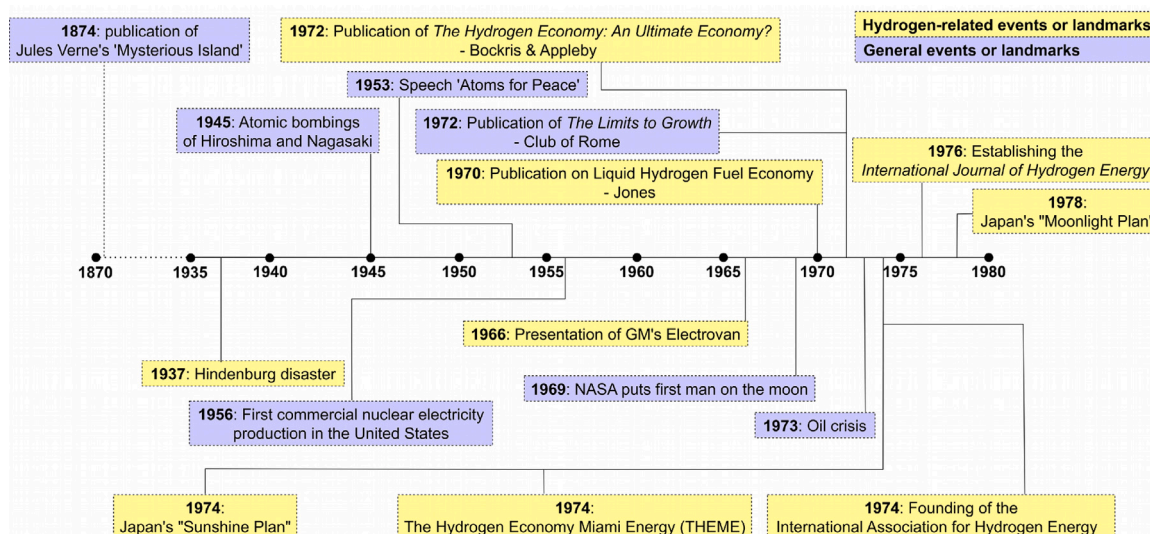 1874: publication of
Jules Verne's 'Mysterious Island'
1972: Publication of The Hydrogen Economy: An Ultimate Economy?
- Bockris & Appleby
Hydrogen-related events or landmarks
General events or landmarks
1953: Speech 'Atoms for Peace'
1945: Atomic bombings
of Hiroshima and Nagasaki
1972: Publication of The Limits to Growth
- Club of Rome
1970: Publication on Liquid Hydrogen Fuel Economy
- Jones
1976: Establishing the
International Journal of Hydrogen Energy
1978:
Japan's "Moonlight Plan"
1870 1935 1940 1945 1950 1955 1960 1965 1970 1975 1980
1966: Presentation of GM's Electrovan
1937: Hindenburg disaster
1969: NASA puts first man on the moon
1956: First commercial nuclear electricity
production in the United States
1973: Oil crisis
1974:
Japan's "Sunshine Plan"
1974:
The Hydrogen Economy Miami Energy (THEME)
1974: Founding of the
International Association for Hydrogen Energy